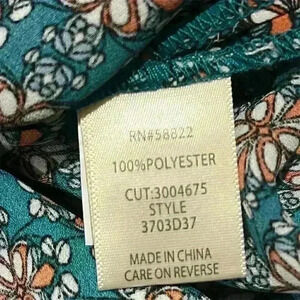 RN#58822
100%POLYESTER
CUT:3004675
STYLE
3703D37
MADE IN CHINA
CARE ON REVERSE